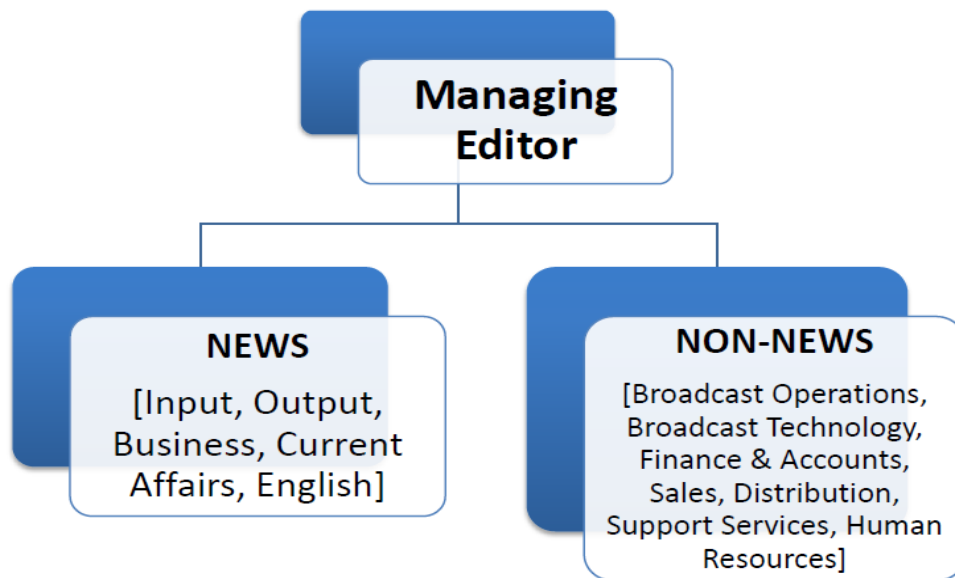 Managing
Editor
NEWS
[Input, Output,
Business, Current
Affairs, English]
NON-NEWS
[Broadcast Operations,
Broadcast Technology,
Finance & Accounts,
Sales, Distribution,
Support Services, Human
Resources]